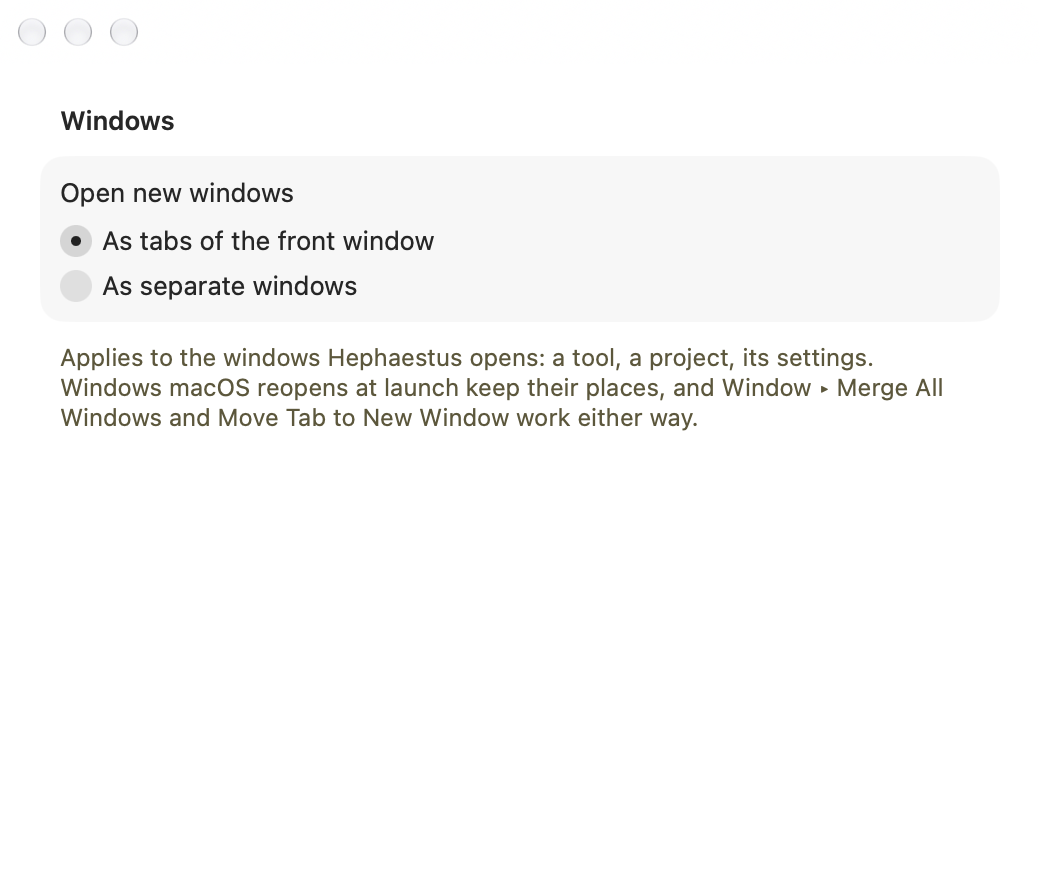 Windows
Open new windows
As tabs of the front window
As separate windows
Applies to the windows Hephaestus opens: a tool, a project, its settings.
Windows macOS reopens at launch keep their places, and Window ▸ Merge All
Windows and Move Tab to New Window work either way.